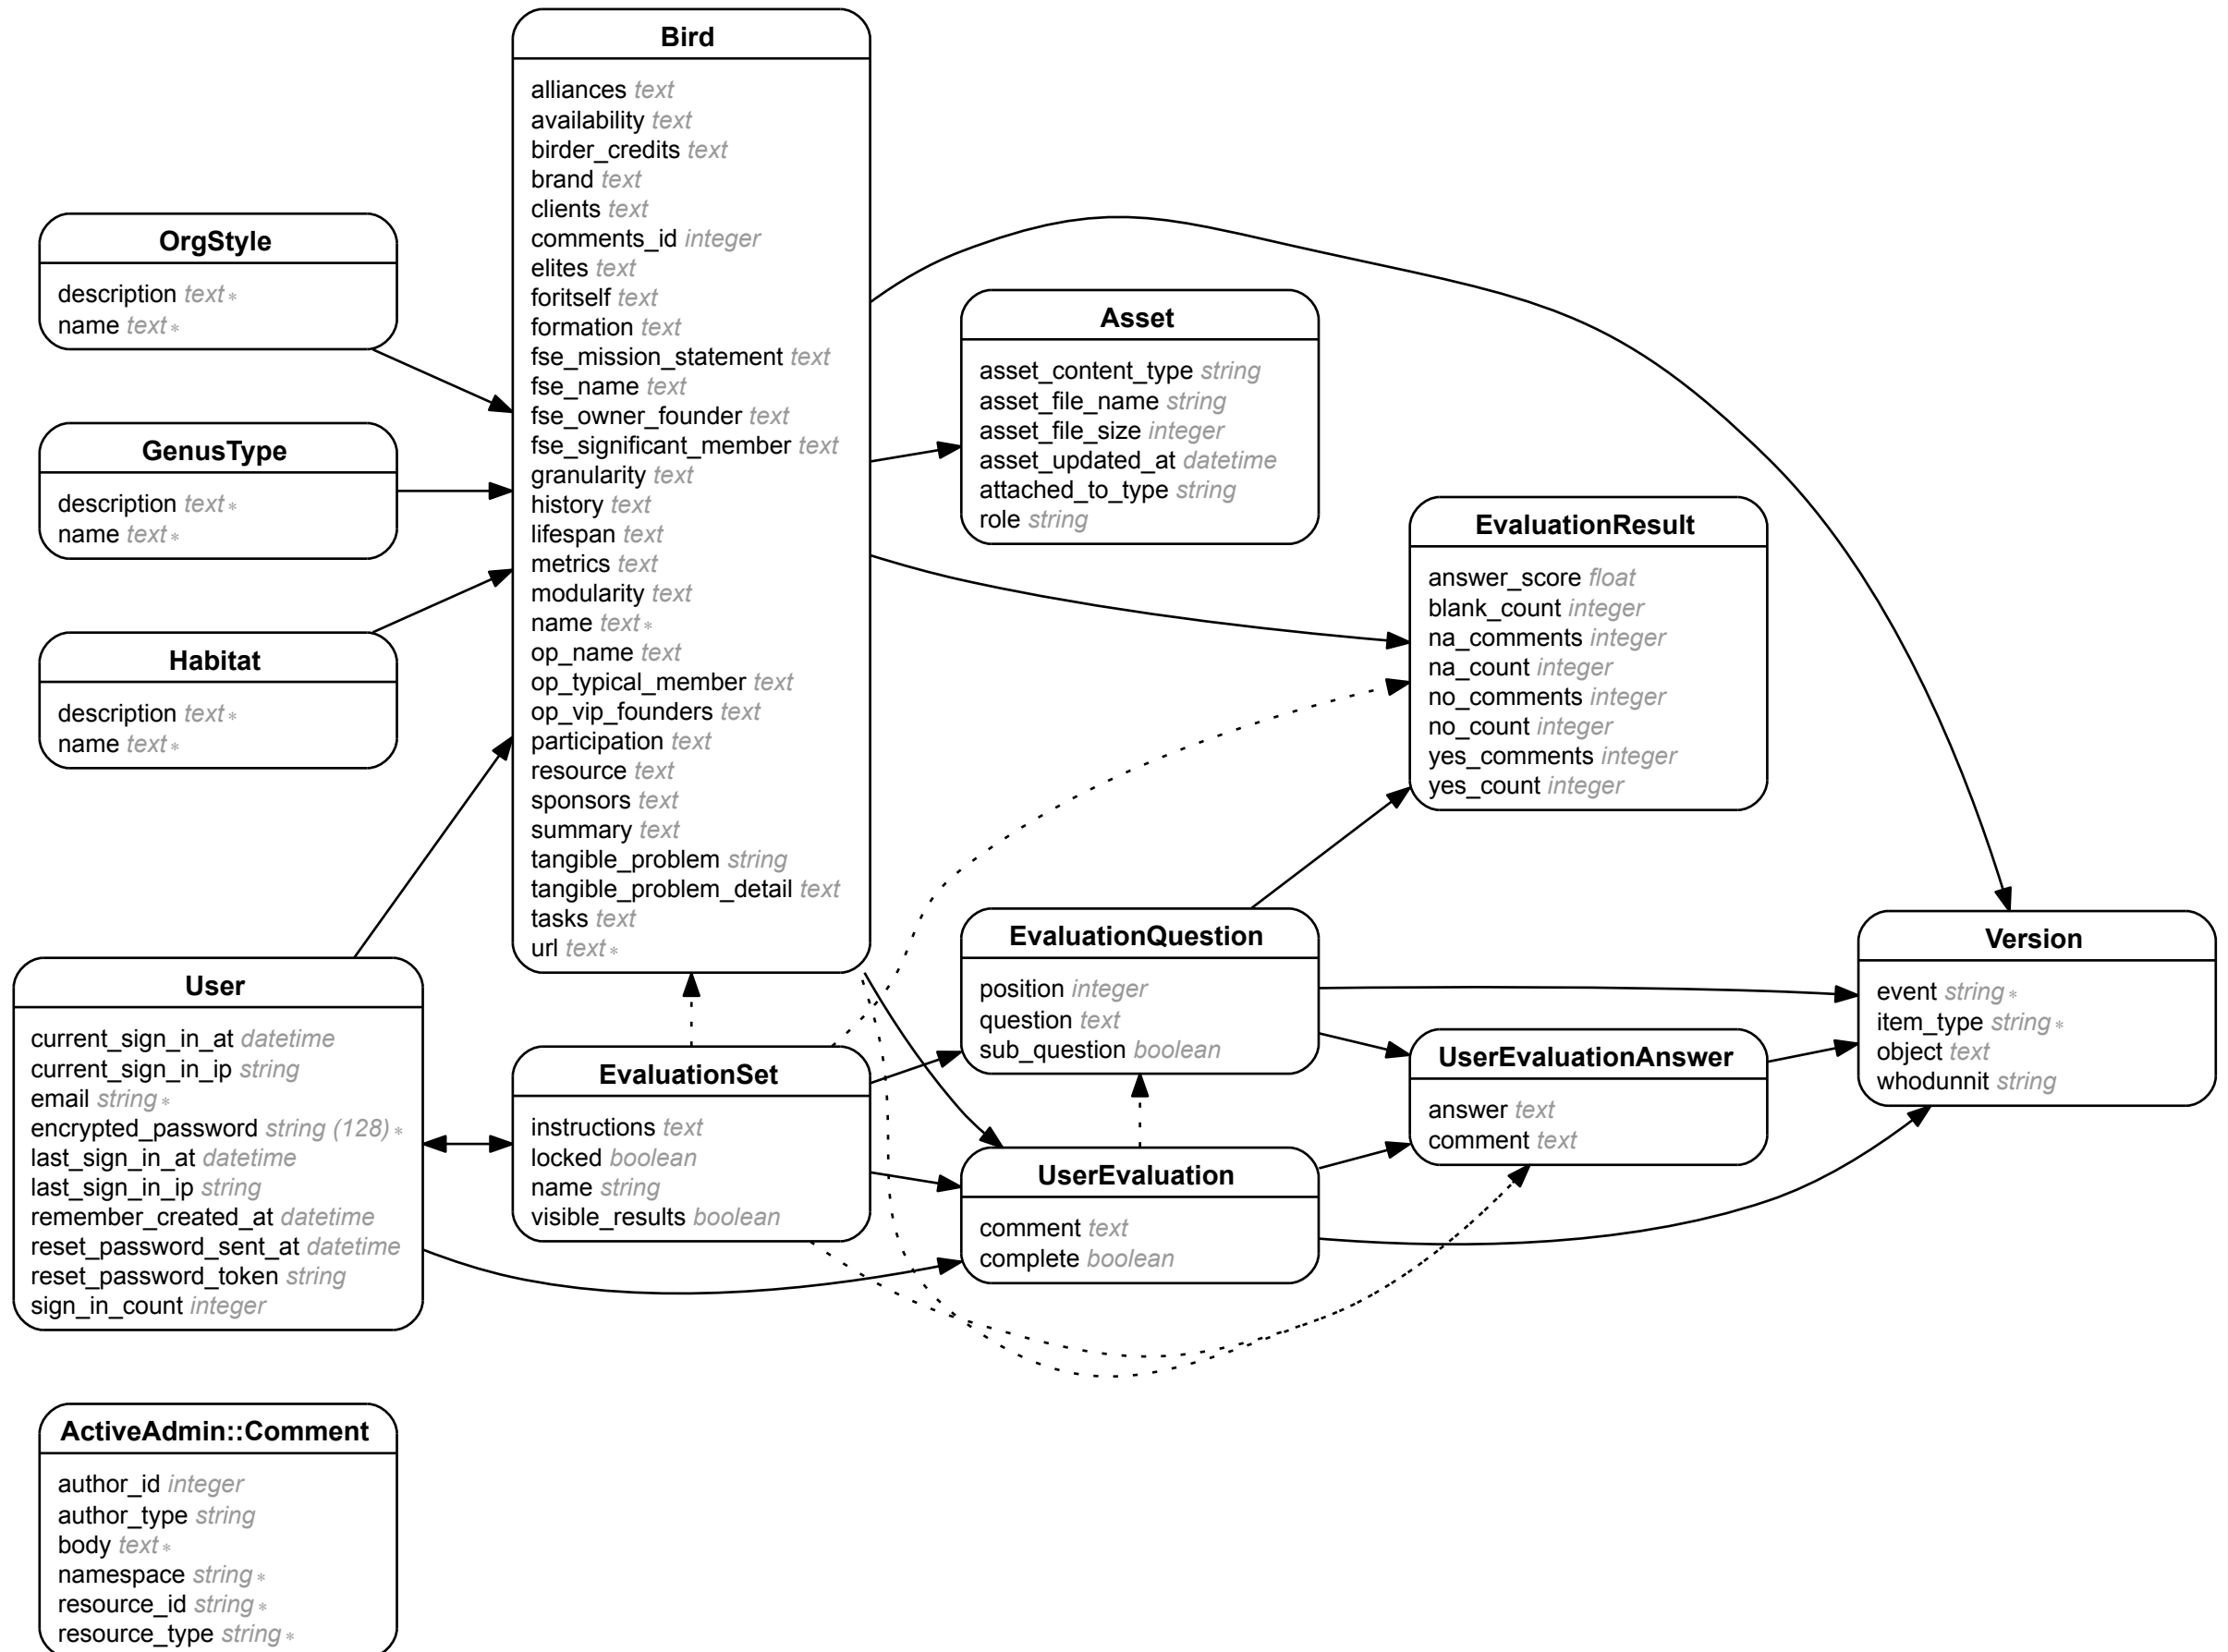 Bird
alliances text
availability text
birder_credits text
brand text
clients text
comments_id integer
elites text
foritself text
formation text
fse_mission_statement text
fse_name text
fse_owner_founder text
fse_significant_member text
granularity text
history text
lifespan text
metrics text
modularity text
name text *
op_name text
op_typical_member text
op_vip_founders text
participation text
resource text
sponsors text
summary text
tangible_problem string
tangible_problem_detail text
tasks text
url text *
OrgStyle
description text *
name text *
GenusType
description text *
name text *
Habitat
description text *
name text *
User
current_sign_in_at datetime
current_sign_in_ip string
email string *
encrypted_password string (128) *
last_sign_in_at datetime
last_sign_in_ip string
remember_created_at datetime
reset_password_sent_at datetime
reset_password_token string
sign_in_count integer
ActiveAdmin::Comment
author_id integer
author_type string
body text *
namespace string *
resource_id string *
resource_type string *
EvaluationSet
instructions text
locked boolean
name string
visible_results boolean
Asset
asset_content_type string
asset_file_name string
asset_file_size integer
asset_updated_at datetime
attached_to_type string
role string
EvaluationQuestion
position integer
question text
sub_question boolean
UserEvaluation
comment text
complete boolean
EvaluationResult
answer_score float
blank_count integer
na_comments integer
na_count integer
no_comments integer
no_count integer
yes_comments integer
yes_count integer
UserEvaluationAnswer
answer text
comment text
Version
event string *
item_type string *
object text
whodunnit string